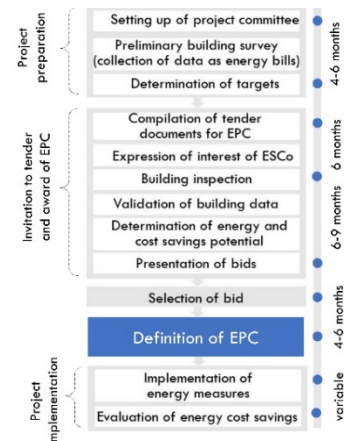 Project
preparation
Setting up of project committee
Preliminary building survey
(collection of data as energy bills)
Determination of targets
4-6 months
Invitation to tender
and award of EPC
Compilation of tender
documents for EPC
Expression of interest of ESCo
Building inspection
Validation of building data
Determination of energy and
cost savings potential
Presentation of bids
6 months
6-9 months
Selection of bid
Definition of EPC
4-6 months
Project
implementation
Implementation of
energy measures
Evaluation of energy cost savings
variable